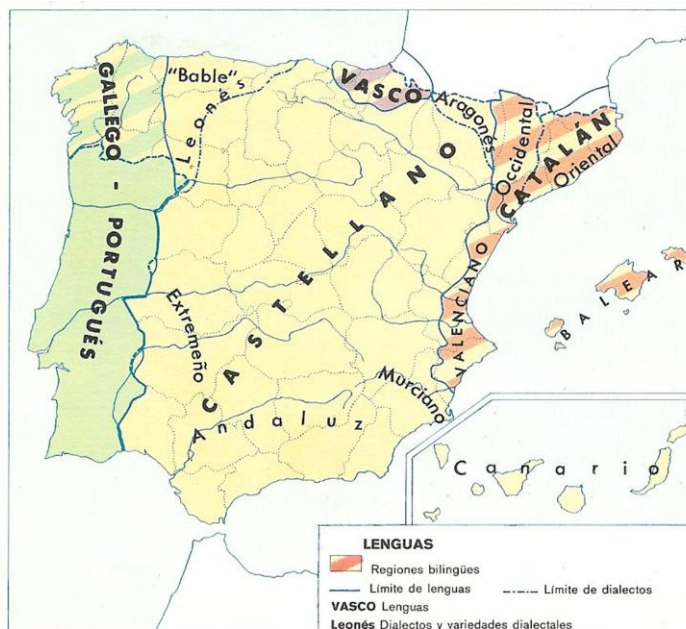 "Bable"
Leonés
GALLEGO - PORTUGUÉS
VASCO
Aragonés
Occidental
CATALÁN
Oriental
CASTELLANO
VALENCIANO
BALEAR
Extremeño
Murciano
Andaluz
Canario
LENGUAS
Regiones bilingües
Límite de lenguas
Límite de dialectos
VASCO Lenguas
Leonés Dialectos y variedades dialectales